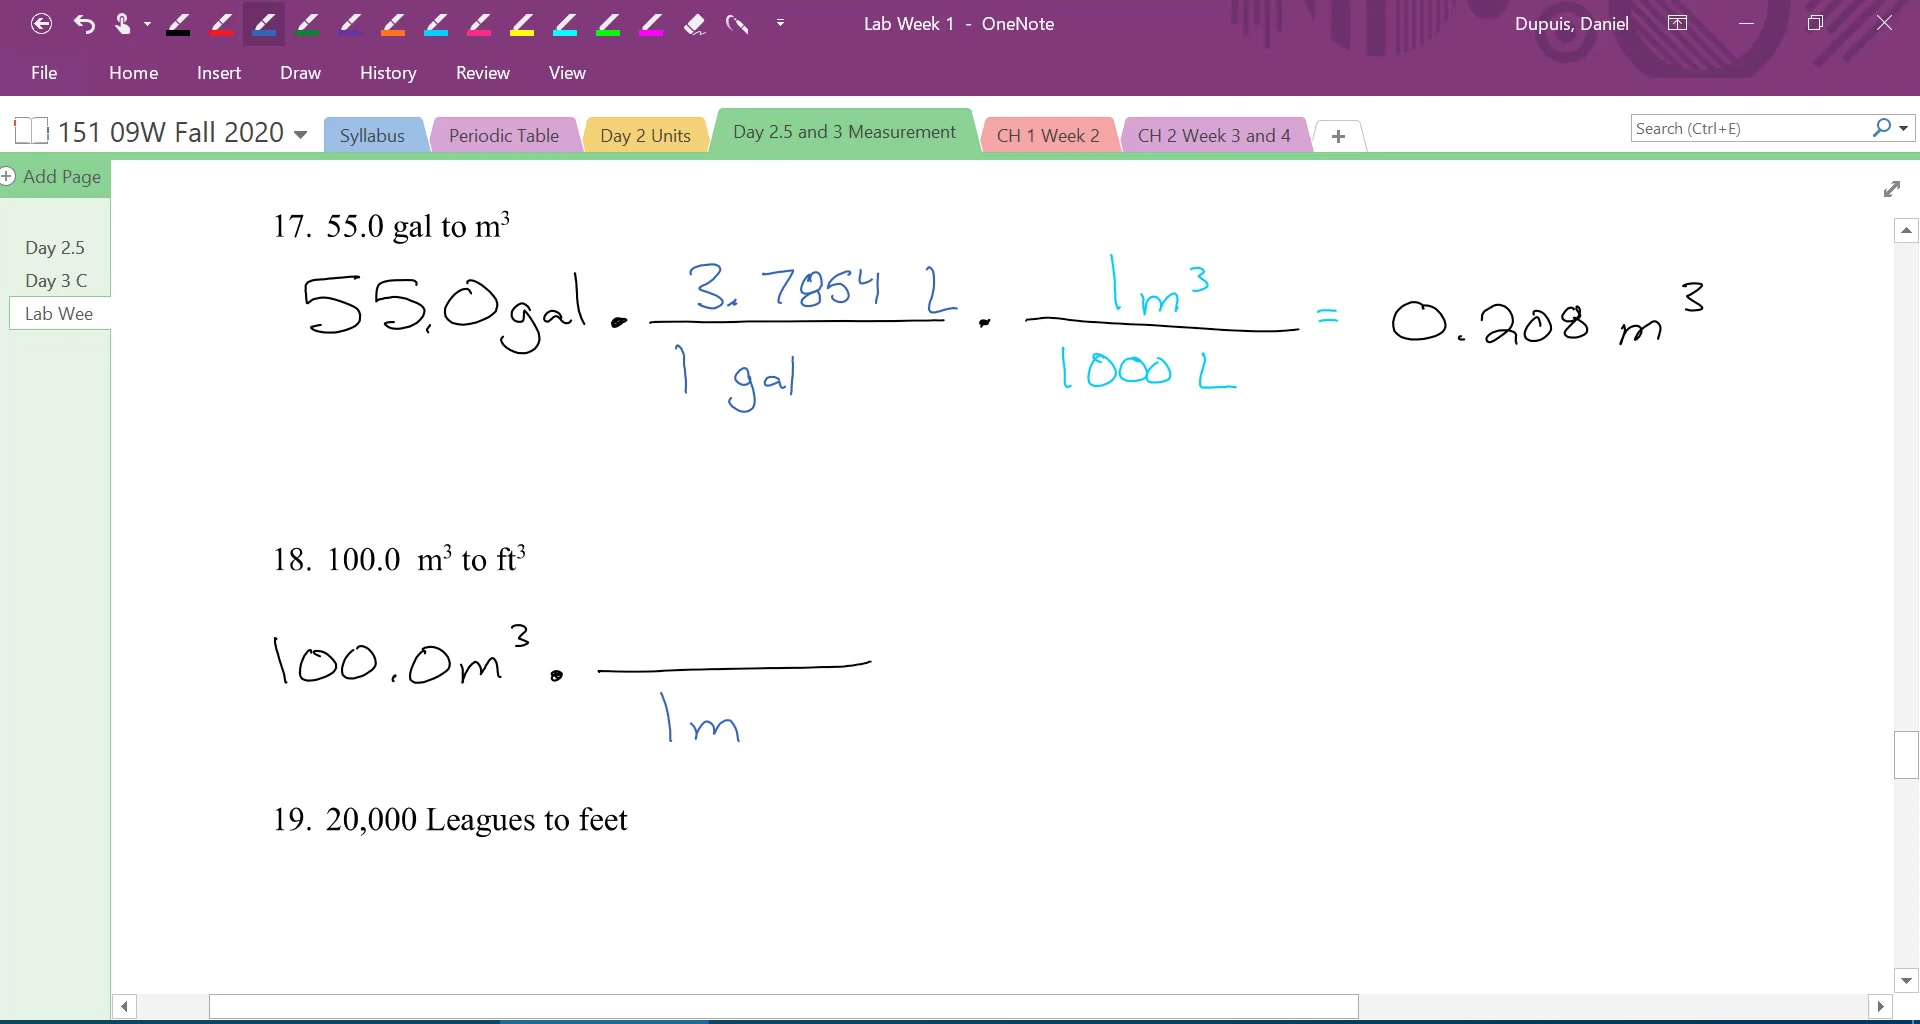 Lab Week 1 - OneNote
Dupuis, Daniel
File Home Insert Draw History Review View
151 09W Fall 2020
Syllabus Periodic Table Day 2 Units Day 2.5 and 3 Measurement CH 1 Week 2 CH 2 Week 3 and 4 +
Search (Ctrl+E)
Add Page
Day 2.5
Day 3 C
Lab Wee
17. 55.0 gal to m³
55.0 gal · 3.7854 L / 1 gal · 1 m³ / 1000 L = 0.208 m³
18. 100.0 m³ to ft³
100.0 m³ ·
1 m
19. 20,000 Leagues to feet